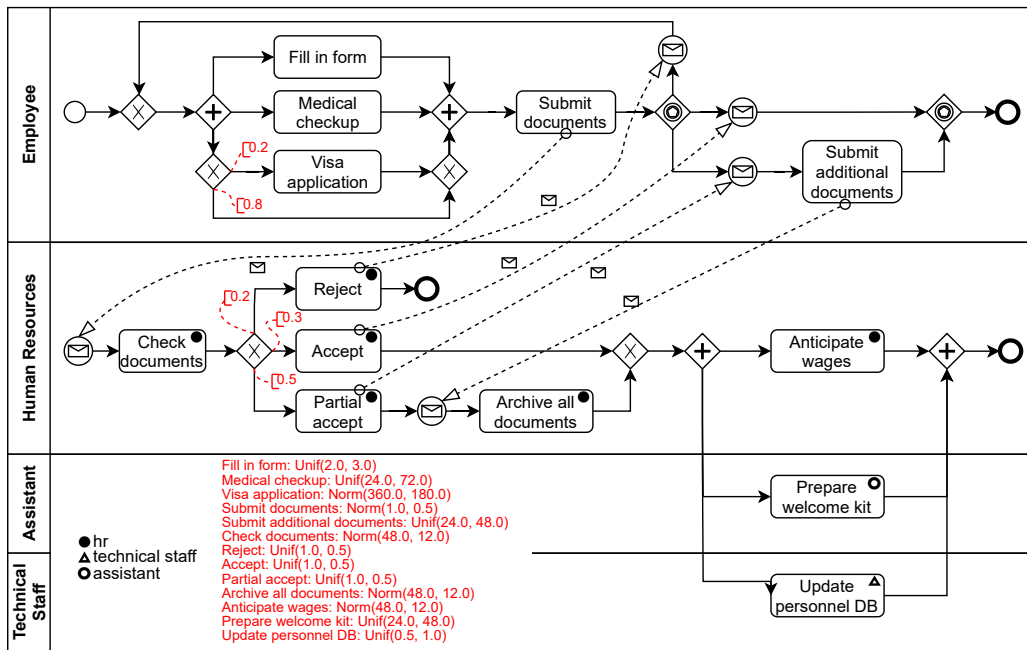 Employee
Fill in form
Medical
checkup
Visa
application
0.2
0.8
X
X
X
Submit
documents
Submit
additional
documents
Human Resources
Check
documents
X
0.2
0.3
0.5
Reject
Accept
Partial
accept
Archive all
documents
X
Anticipate
wages
Assistant
Prepare
welcome kit
Technical
Staff
Update
personnel DB
hr
technical staff
assistant
Fill in form: Unif(2.0, 3.0)
Medical checkup: Unif(24.0, 72.0)
Visa application: Norm(360.0, 180.0)
Submit documents: Norm(1.0, 0.5)
Submit additional documents: Unif(24.0, 48.0)
Check documents: Norm(48.0, 12.0)
Reject: Unif(1.0, 0.5)
Accept: Unif(1.0, 0.5)
Partial accept: Unif(1.0, 0.5)
Archive all documents: Norm(48.0, 12.0)
Anticipate wages: Norm(48.0, 12.0)
Prepare welcome kit: Unif(24.0, 48.0)
Update personnel DB: Unif(0.5, 1.0)